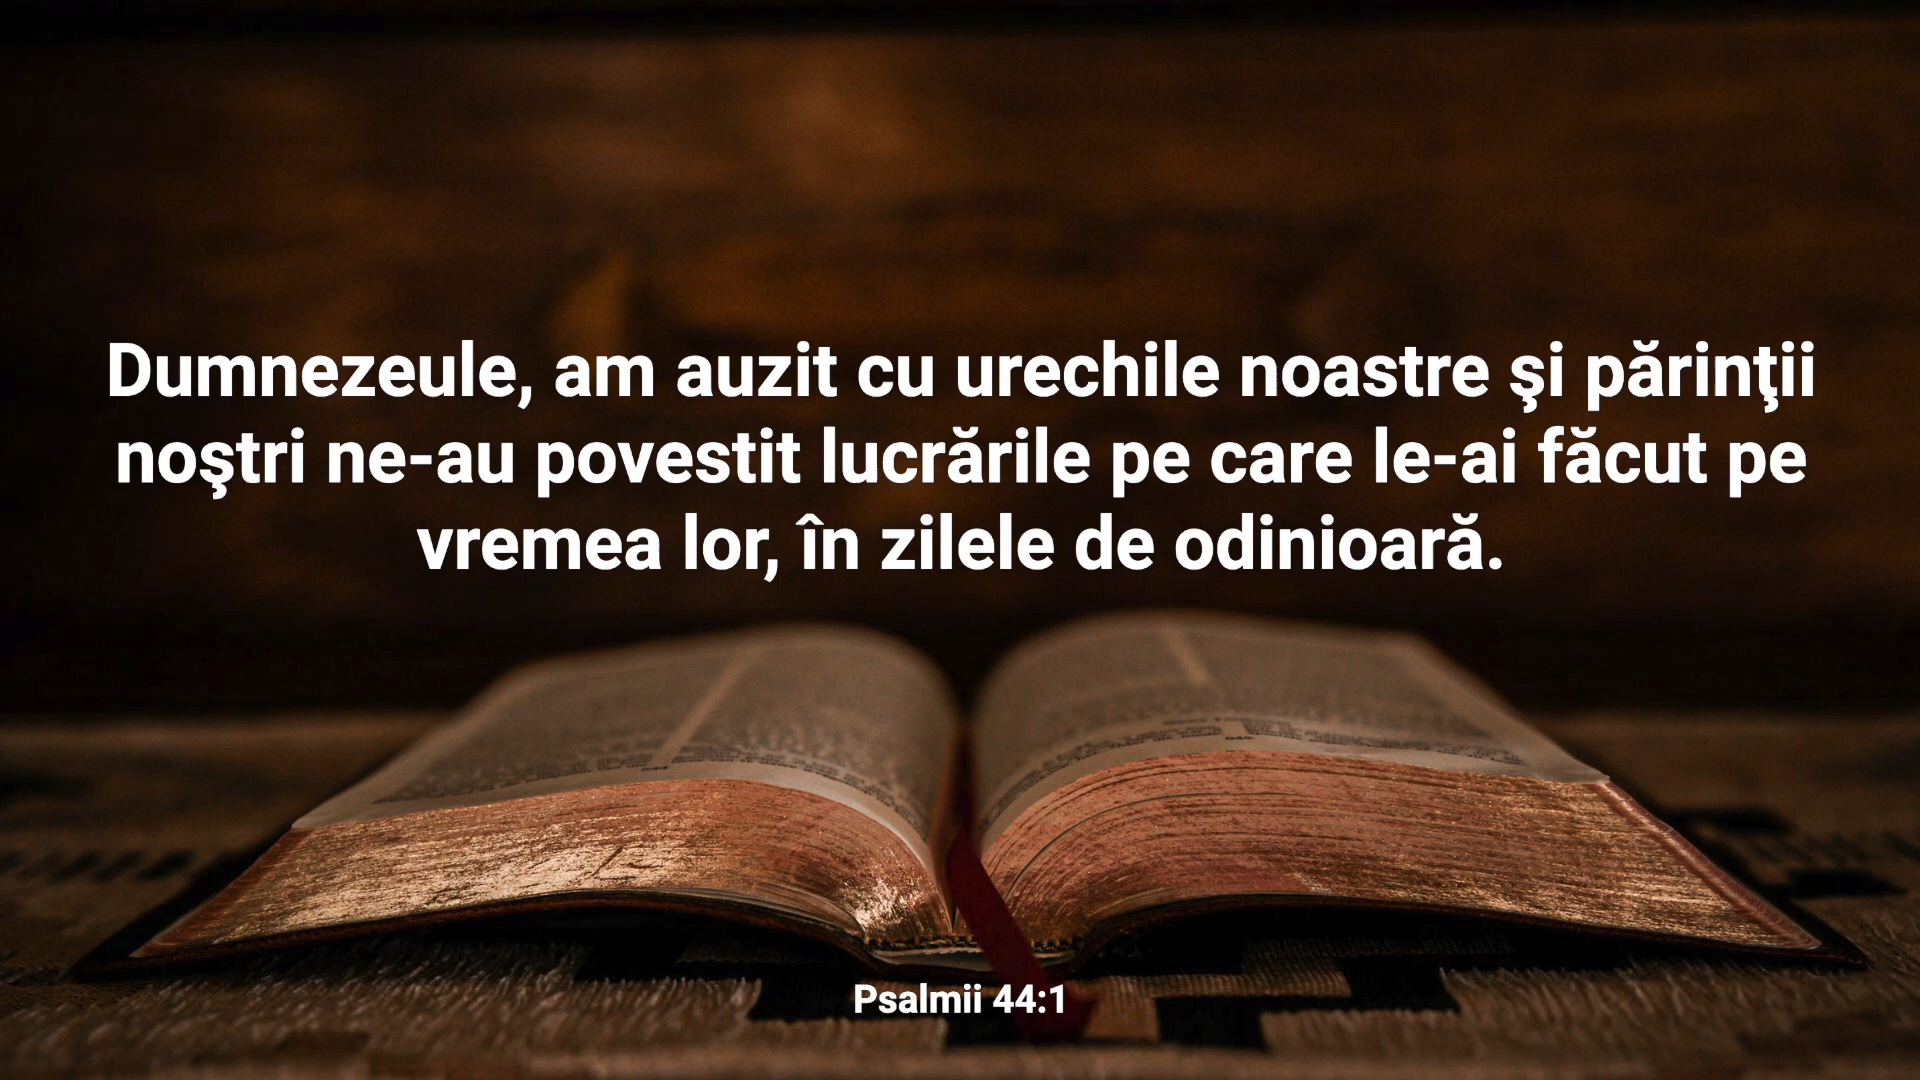 Dumnezeule, am auzit cu urechile noastre şi părinţii
noştri ne-au povestit lucrările pe care le-ai făcut pe
vremea lor, în zilele de odinioară.
Psalmii 44:1